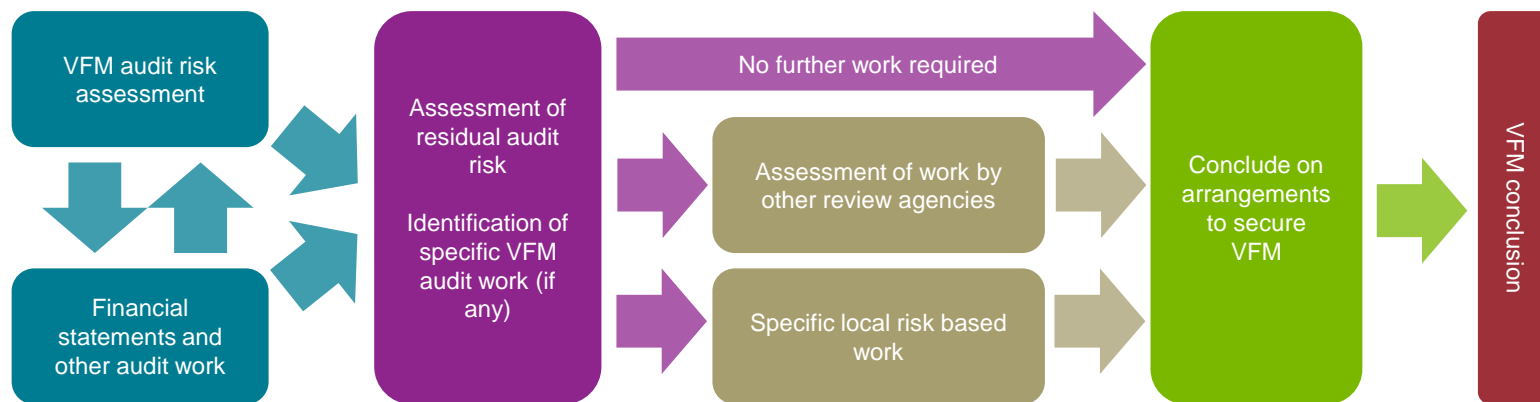 VFM audit risk
assessment
Financial
statements and
other audit work
Assessment of
residual audit
risk
Identification of
specific VFM
audit work (if
any)
No further work required
Assessment of work by
other review agencies
Specific local risk based
work
Conclude on
arrangements
to secure
VFM
VFM conclusion